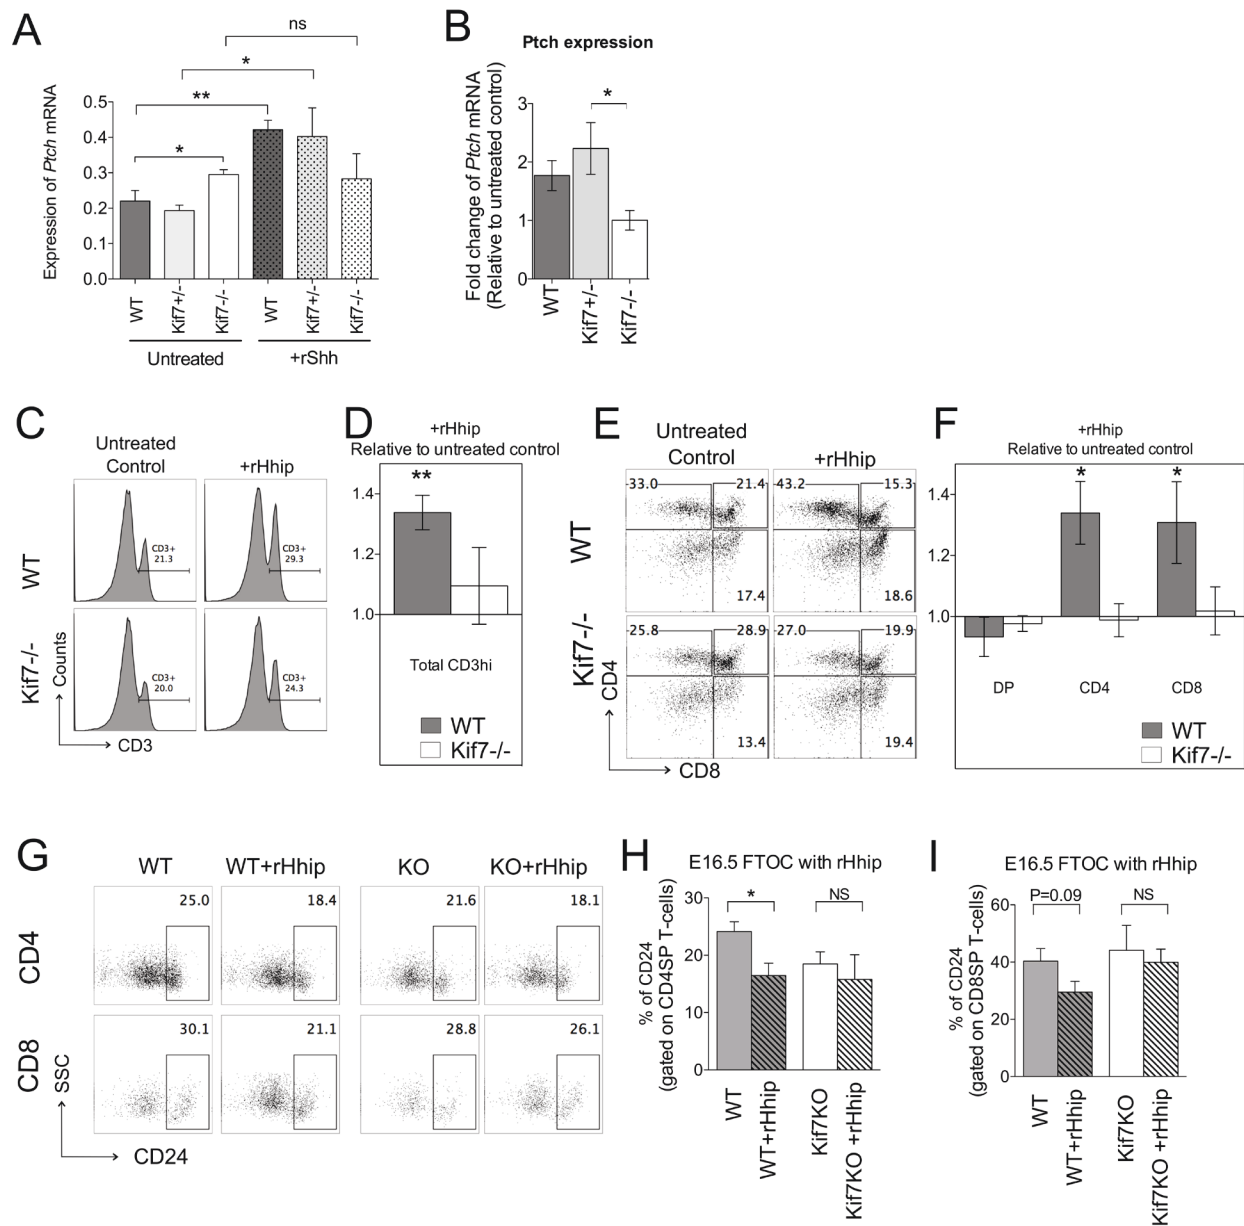 A
ns
*
**
*
Expression of Ptch mRNA
0.5
0.4
0.3
0.2
0.1
0.0
WT
Kif7+/-
Kif7-/-
WT
Kif7+/-
Kif7-/-
Untreated
+rShh
B
Ptch expression
*
Fold change of Ptch mRNA
(Relative to untreated control)
3
2
1
0
WT
Kif7+/-
Kif7-/-
C
Untreated
Control
+rHhip
WT
CD3+
21.3
CD3+
29.3
Kif7-/-
CD3+
20.0
CD3+
24.3
Counts
CD3
D
+rHhip
Relative to untreated control
**
1.4
1.2
1.0
Total CD3hi
WT
Kif7-/-
E
Untreated
Control
+rHhip
WT
33.0
21.4
17.4
43.2
15.3
18.6
Kif7-/-
25.8
28.9
13.4
27.0
19.9
19.4
CD4
CD8
F
+rHhip
Relative to untreated control
*
*
1.4
1.2
1.0
DP
CD4
CD8
WT
Kif7-/-
G
WT
WT+rHhip
KO
KO+rHhip
CD4
25.0
18.4
21.6
18.1
CD8
30.1
21.1
28.8
26.1
SSC
CD24
H
E16.5 FTOC with rHhip
% of CD24
(gated on CD4SP T-cells)
30
20
10
0
*
NS
WT
WT+rHhip
Kif7KO
Kif7KO +rHhip
I
E16.5 FTOC with rHhip
% of CD24
(gated on CD8SP T-cells)
60
40
20
0
P=0.09
NS
WT
WT+rHhip
Kif7KO
Kif7KO +rHhip